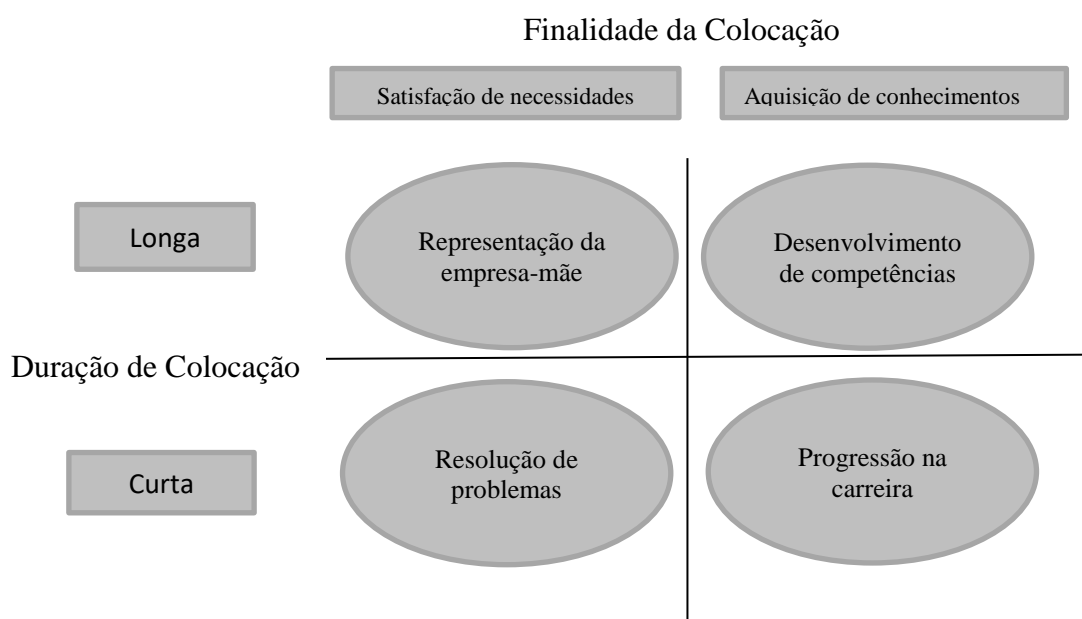 Finalidade da Colocação
Satisfação de necessidades
Aquisição de conhecimentos
Longa
Representação da
empresa-mãe
Desenvolvimento
de competências
Duração de Colocação
Curta
Resolução de
problemas
Progressão na
carreira